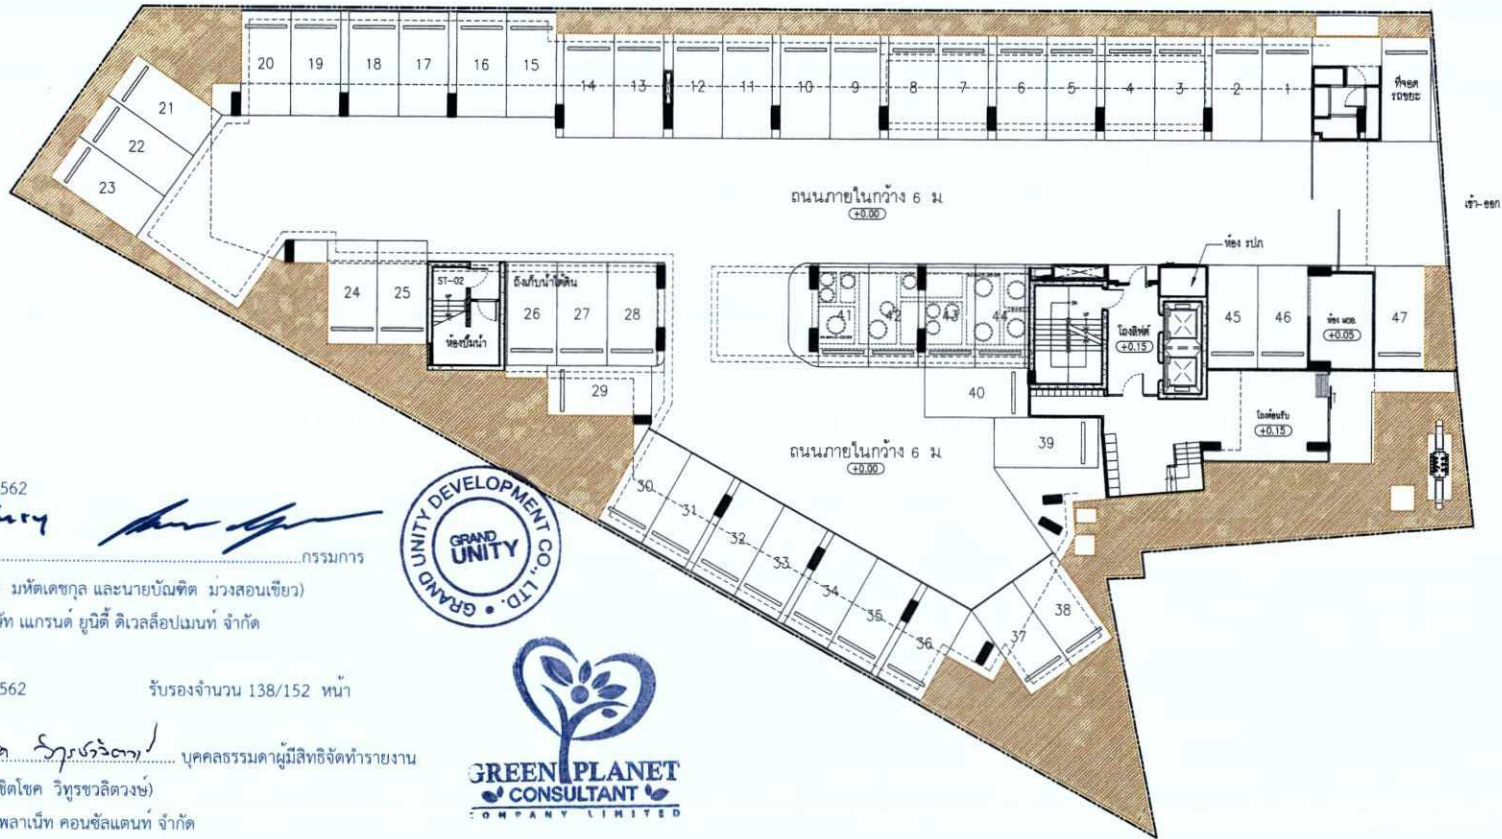 20 19 18 17 16 15 14 13 12 11 10 9 8 7 6 5 4 3 2 1
ที่จอด
รถขยะ
21
22
23
ถนนภายในกว้าง 6 ม
+0.00
เข้า-ออก
ห้อง รปภ
24 25
ST-02
ห้องปั๊มน้ำ
ถังเก็บน้ำใต้ดิน
26 27 28
29
41 42 43 44
โถงลิฟต์
+0.15
45 46
+0.05
47
40
39
โถงต้อนรับ
+0.15
ถนนภายในกว้าง 6 ม
+0.00
30 31 32 33 34 35 36 37 38
562
กรรมการ
มหัตเดชกุล และนายบัณฑิต ม่วงสอนเขียว)
แกรนด์ ยูนิตี้ ดิเวลล็อปเมนท์ จำกัด
GRAND UNITY DEVELOPMENT CO., LTD.
GRAND
UNITY
562 รับรองจำนวน 138/152 หน้า
บุคคลธรรมดาผู้มีสิทธิจัดทำรายงาน
วิทูรชวลิตวงษ์)
พลาเน็ท คอนซัลแตนท์ จำกัด
GREEN PLANET
CONSULTANT
COMPANY LIMITED